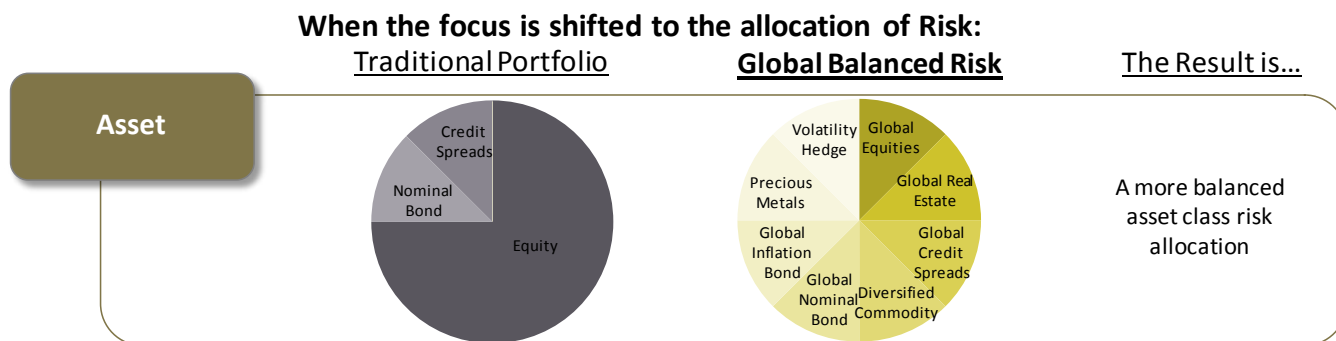 When the focus is shifted to the allocation of Risk:
Traditional Portfolio
Global Balanced Risk
The Result is...
Asset
Credit
Spreads
Nominal
Bond
Equity
Volatility
Hedge
Global
Equities
Precious
Metals
Global Real
Estate
Global
Inflation
Bond
Global
Credit
Spreads
Global
Nominal
Bond
Diversified
Commodity
A more balanced
asset class risk
allocation